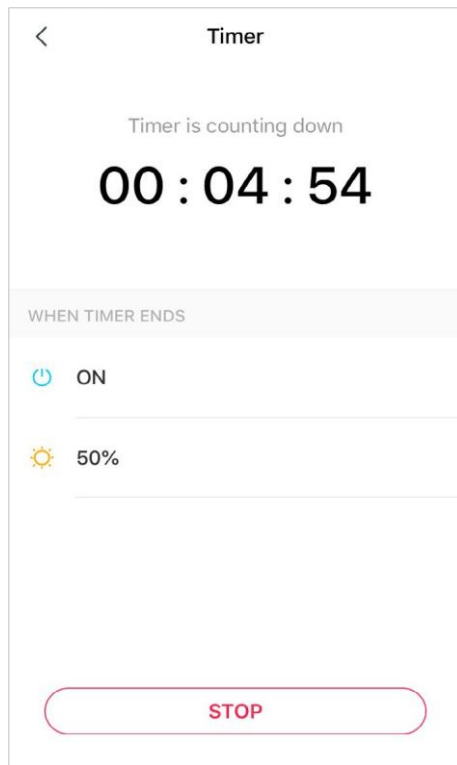 Timer
Timer is counting down
00 : 04 : 54
WHEN TIMER ENDS
ON
50%
STOP